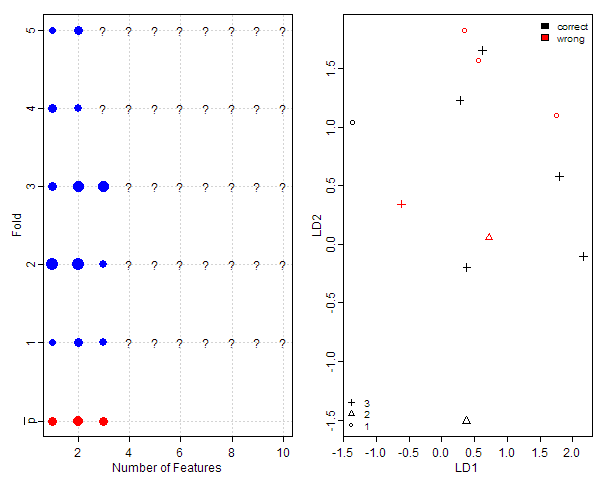 5 ? ? ? ? ? ? ? ?
4 ? ? ? ? ? ? ? ?
3 ? ? ? ? ? ? ?
2 ? ? ? ? ? ? ?
1 ? ? ? ? ? ? ?
p̅
Fold
2 4 6 8 10
Number of Features
correct
wrong
1.5
1.0
0.5
0.0
-0.5
-1.0
-1.5
LD2
3
2
1
-1.5 -1.0 -0.5 0.0 0.5 1.0 1.5 2.0
LD1